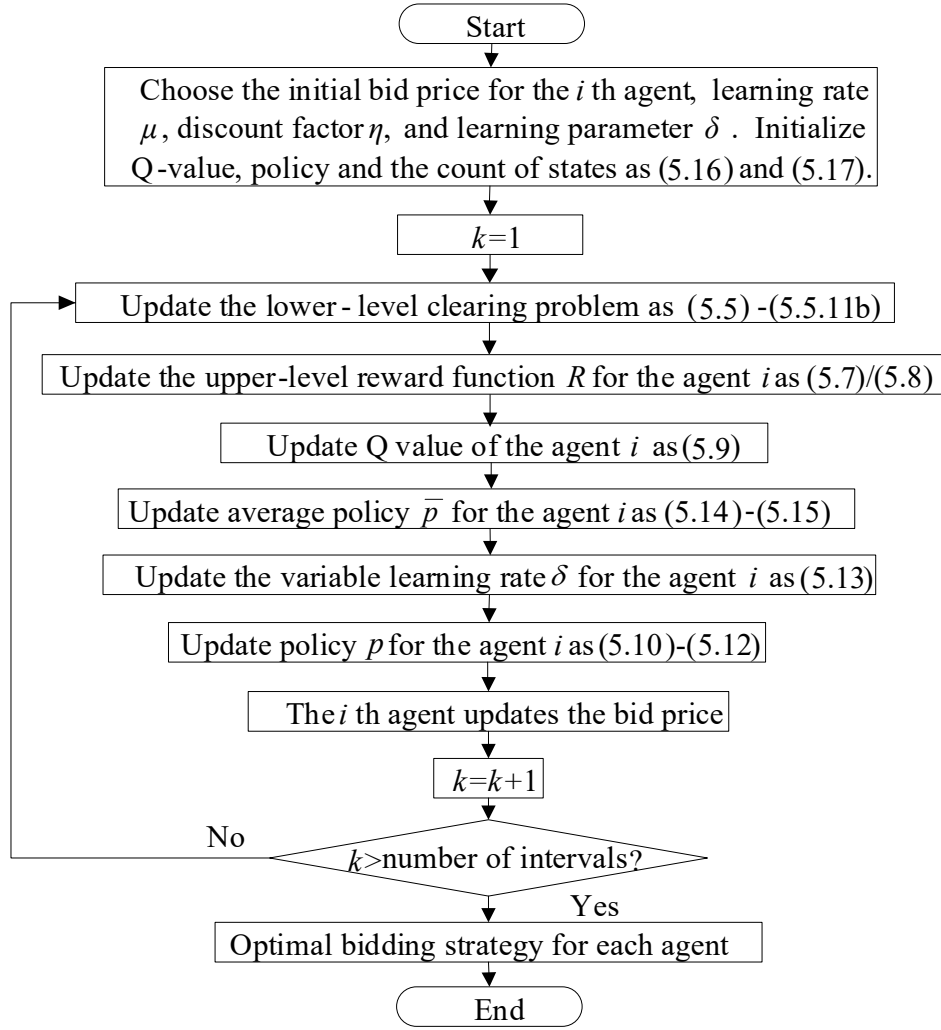 Start
Choose the initial bid price for the i th agent, learning rate
μ, discount factor η, and learning parameter δ . Initialize
Q-value, policy and the count of states as (5.16) and (5.17).
k=1
Update the lower-level clearing problem as (5.5) -(5.5.11b)
Update the upper-level reward function R for the agent i as (5.7)/(5.8)
Update Q value of the agent i as(5.9)
Update average policy p̅ for the agent i as (5.14)-(5.15)
Update the variable learning rate δ for the agent i as(5.13)
Update policy p for the agent i as(5.10)-(5.12)
The i th agent updates the bid price
k=k+1
No
k>number of intervals?
Yes
Optimal bidding strategy for each agent
End